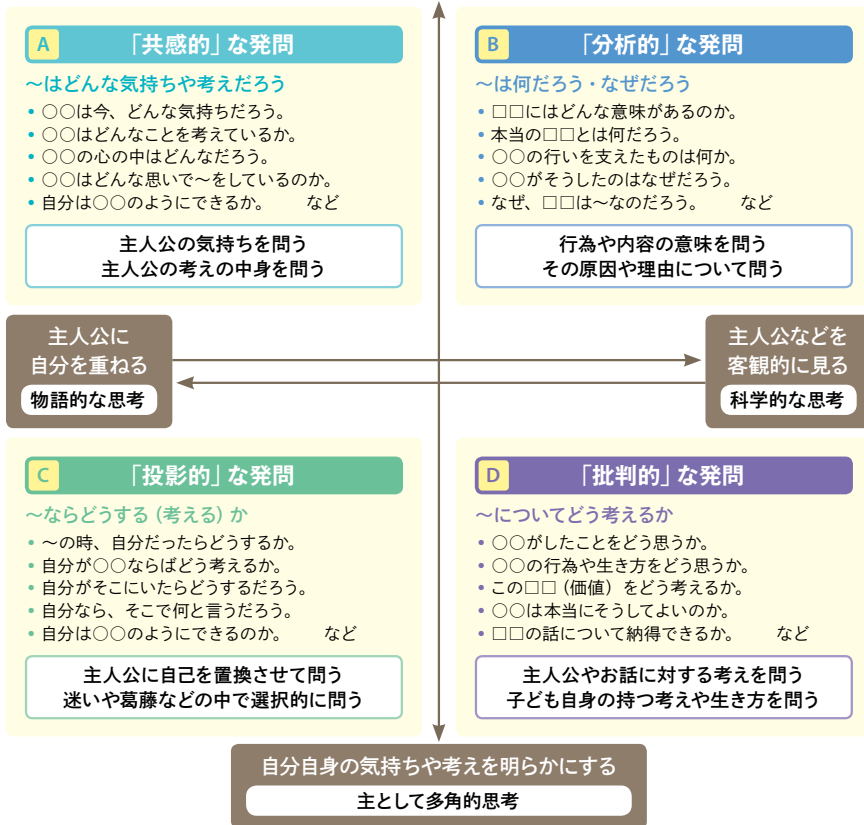 A 「共感的」な発問
～はどんな気持ちや考えだろう
• ○○は今、どんな気持ちだろう。
• ○○はどんなことを考えているか。
• ○○の心の中はどんなだろう。
• ○○はどんな思いで～をしているのか。
• 自分は○○のようにできるか。 など
主人公の気持ちを問う
主人公の考えの中身を問う
B 「分析的」な発問
～は何だろう・なぜだろう
• □□にはどんな意味があるのか。
• 本当の□□とは何だろう。
• ○○の行いを支えたものは何か。
• ○○がそうしたのはなぜだろう。
• なぜ、□□は～なのだろう。 など
行為や内容の意味を問う
その原因や理由について問う
主人公に
自分を重ねる
物語的な思考
主人公などを
客観的に見る
科学的な思考
C 「投影的」な発問
～ならどうする（考える）か
• ～の時、自分だったらどうするか。
• 自分が○○ならばどう考えるか。
• 自分がそこにいたらどうするだろう。
• 自分なら、そこで何と言うだろう。
• 自分は○○のようにできるのか。 など
主人公に自己を置換させて問う
迷いや葛藤などの中で選択的に問う
D 「批判的」な発問
～についてどう考えるか
• ○○がしたことをどう思うか。
• ○○の行為や生き方をどう思うか。
• この□□（価値）をどう考えるか。
• ○○は本当にそうしてよいのか。
• □□の話について納得できるか。 など
主人公やお話に対する考えを問う
子ども自身の持つ考えや生き方を問う
自分自身の気持ちや考えを明らかにする
主として多角的思考